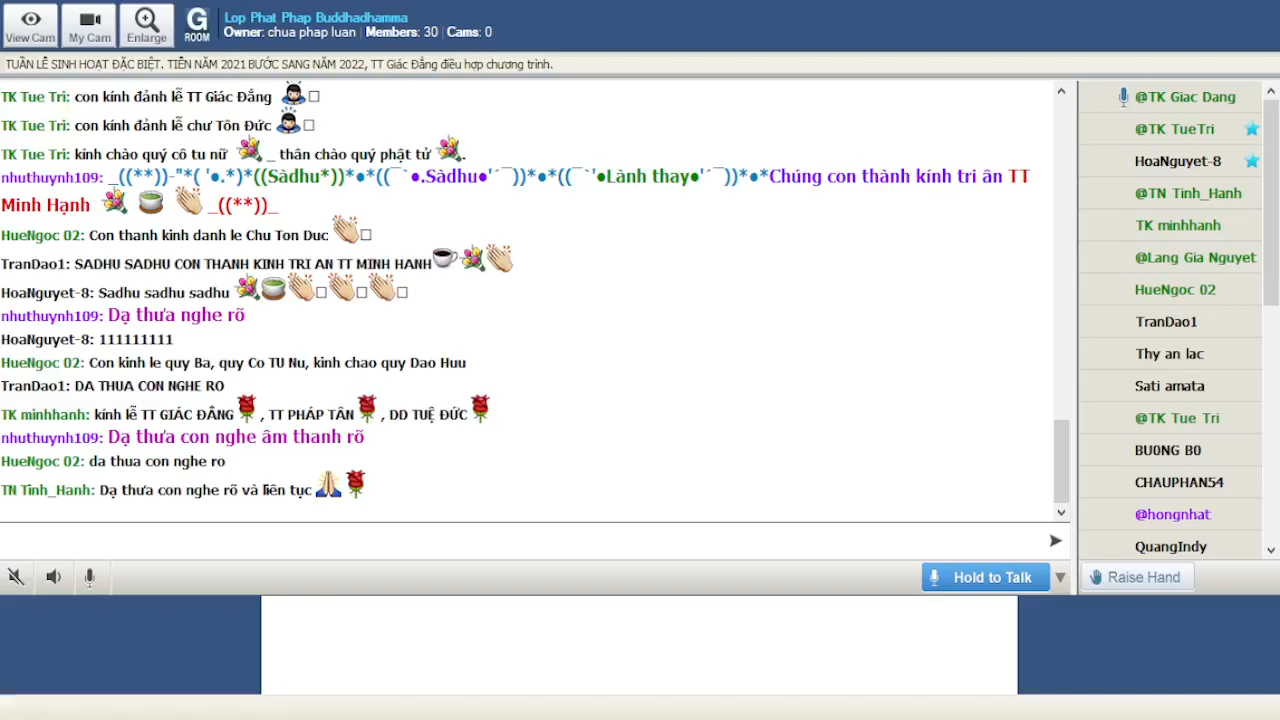 View Cam
My Cam
Enlarge
G
ROOM
Lop Phat Phap Buddhadhamma
Owner: chua phap luan | Members: 30 | Cams: 0
TUẦN LỄ SINH HOẠT ĐẶC BIỆT. TIỄN NĂM 2021 BƯỚC SANG NĂM 2022, TT Giác Đẳng điều hợp chương trình.
TK Tue Tri: con kính đảnh lễ TT Giác Đẳng
TK Tue Tri: con kính đảnh lễ chư Tôn Đức
TK Tue Tri: kính chào quý cô tu nữ _ thân chào quý phật tử .
nhuthuynh109: _((**))-"*( '●.*)*((Sàdhu*))*●*((¯`●.Sàdhu●'´¯))*●*((¯`'●Lành thay●'´¯))*●*Chúng con thành kính tri ân TT
Minh Hạnh _((**))_
HueNgoc 02: Con thanh kinh danh le Chu Ton Duc
TranDao1: SADHU SADHU CON THANH KINH TRI AN TT MINH HANH -
HoaNguyet-8: Sadhu sadhu sadhu
nhuthuynh109: Dạ thưa nghe rõ
HoaNguyet-8: 111111111
HueNgoc 02: Con kinh le quy Ba, quy Co TU Nu, kinh chao quy Dao Huu
TranDao1: DA THUA CON NGHE RO
TK minhhanh: kính lễ TT GIÁC ĐẲNG , TT PHÁP TÂN , DD TUỆ ĐỨC
nhuthuynh109: Dạ thưa con nghe âm thanh rõ
HueNgoc 02: da thua con nghe ro
TN Tinh_Hanh: Dạ thưa con nghe rõ và liên tục
@TK Giac Dang
@TK TueTri
HoaNguyet-8
@TN Tinh_Hanh
TK minhhanh
@Lang Gia Nguyet
HueNgoc 02
TranDao1
Thy an lac
Sati amata
@TK Tue Tri
BU0NG B0
CHAUPHAN54
@hongnhat
QuangIndy
Hold to Talk
Raise Hand